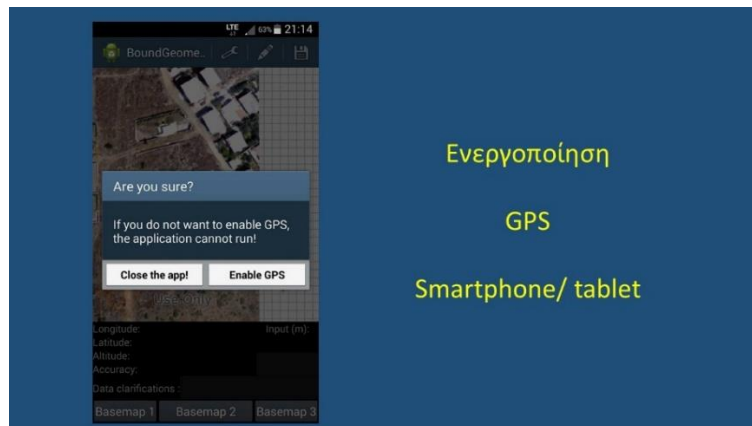 LTE 63% 21:14
BoundGeome..
Are you sure?
If you do not want to enable GPS,
the application cannot run!
Close the app! Enable GPS
Longitude: Input (m):
Latitude:
Altitude:
Accuracy:
Data clarifications :
Basemap 1 Basemap 2 Basemap 3
Ενεργοποίηση
GPS
Smartphone/ tablet